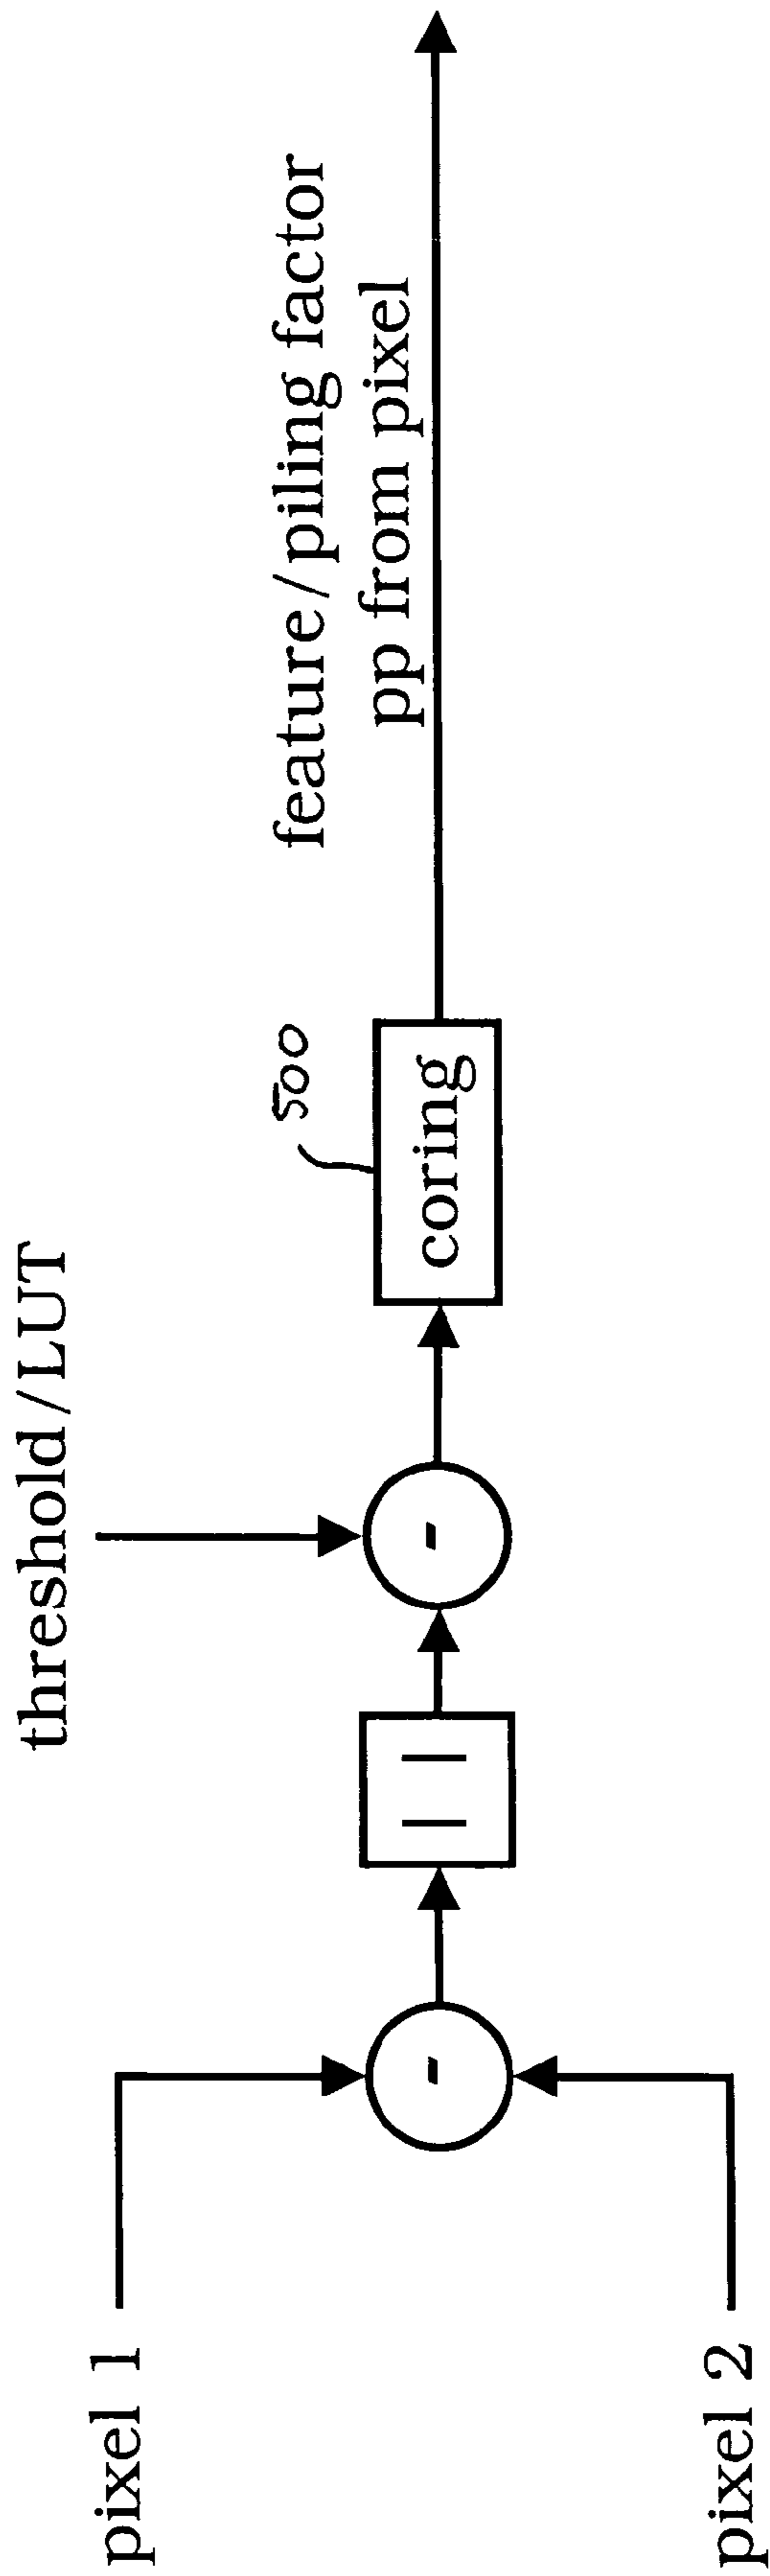 pixel 1
pixel 2
-
| |
threshold/LUT
-
500
coring
feature/piling factor
pp from pixel